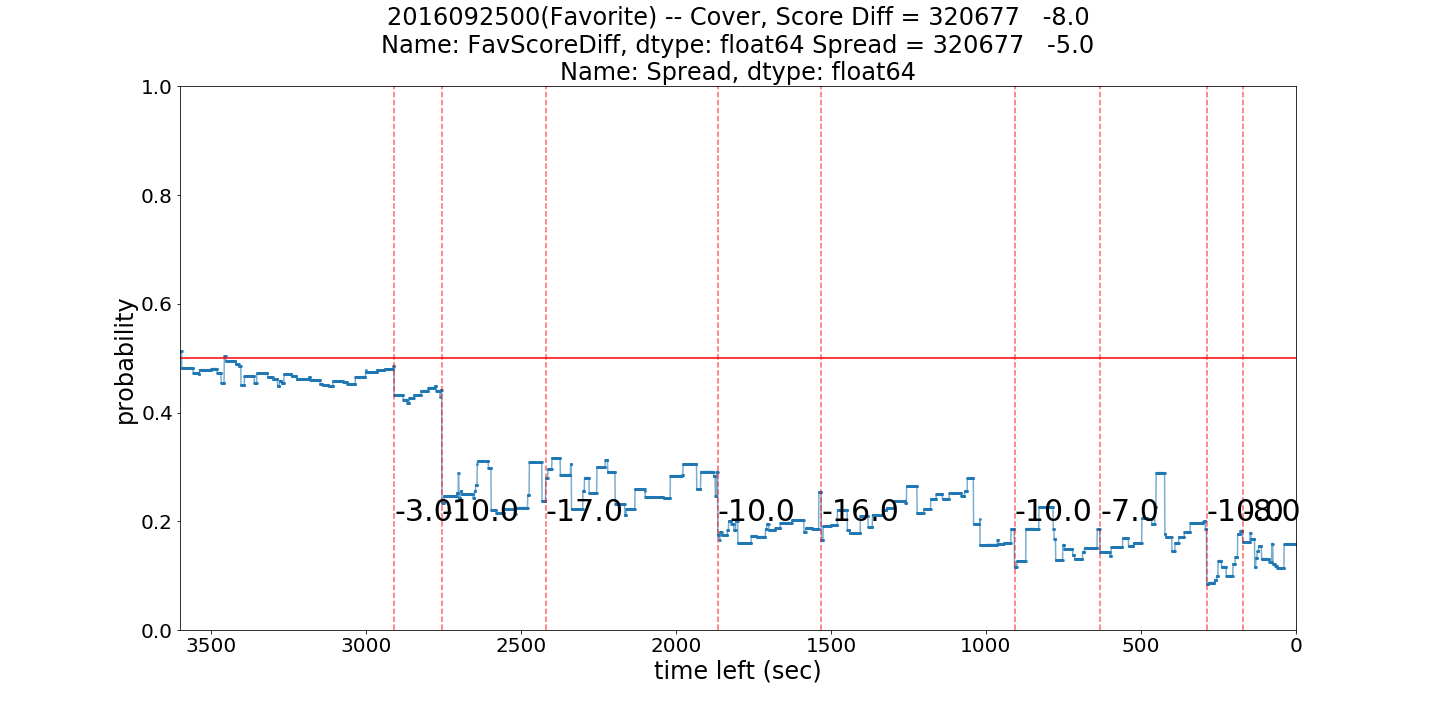 2016092500(Favorite) -- Cover, Score Diff = 320677   -8.0
Name: FavScoreDiff, dtype: float64 Spread = 320677   -5.0
Name: Spread, dtype: float64
probability
1.0
0.8
0.6
0.4
0.2
0.0
-3.0
-10.0
-17.0
-10.0
-16.0
-10.0
-7.0
-10.0
-8.0
3500 3000 2500 2000 1500 1000 500 0
time left (sec)